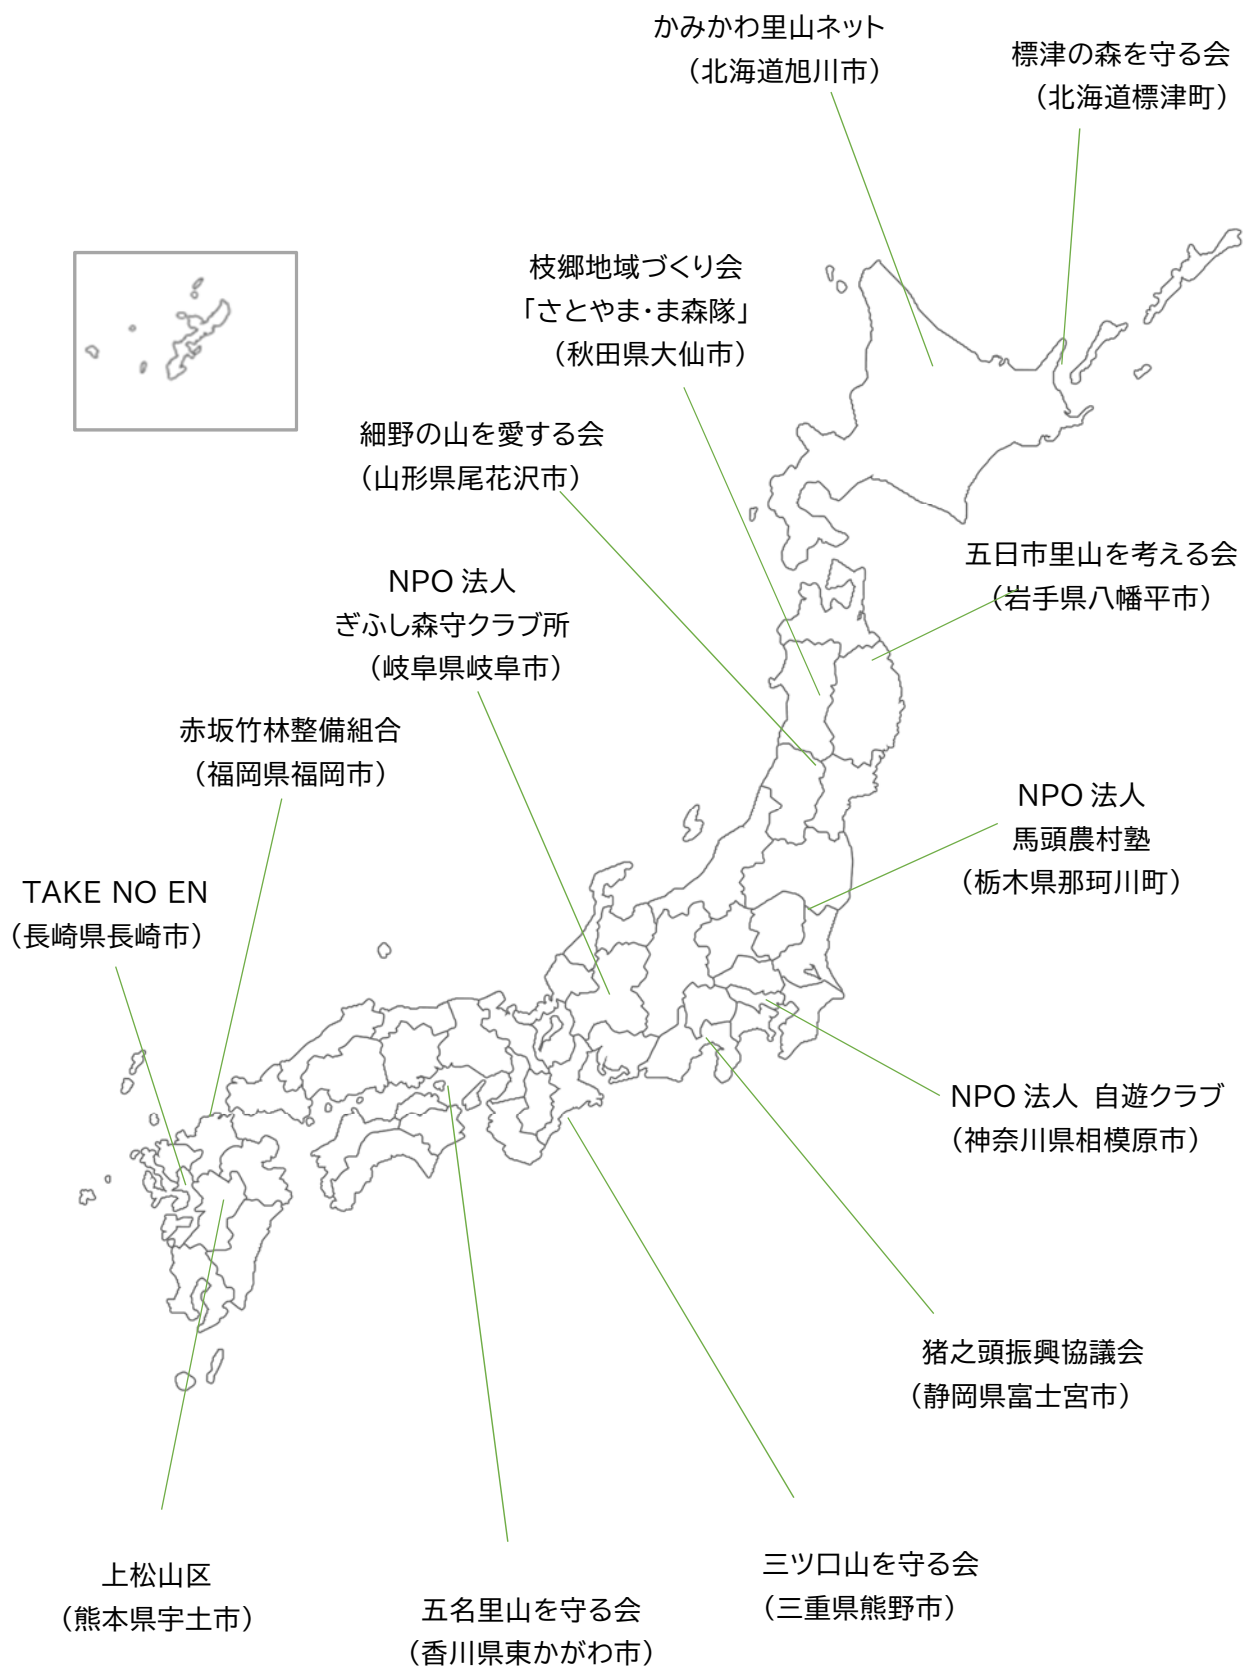 かみかわ里山ネット
（北海道旭川市）
標津の森を守る会
（北海道標津町）
枝郷地域づくり会
「さとやま・ま森隊」
（秋田県大仙市）
細野の山を愛する会
（山形県尾花沢市）
五日市里山を考える会
（岩手県八幡平市）
NPO 法人
ぎふし森守クラブ所
（岐阜県岐阜市）
赤坂竹林整備組合
（福岡県福岡市）
NPO 法人
馬頭農村塾
（栃木県那珂川町）
TAKE NO EN
（長崎県長崎市）
NPO 法人 自遊クラブ
（神奈川県相模原市）
猪之頭振興協議会
（静岡県富士宮市）
三ツ口山を守る会
（三重県熊野市）
上松山区
（熊本県宇土市）
五名里山を守る会
（香川県東かがわ市）